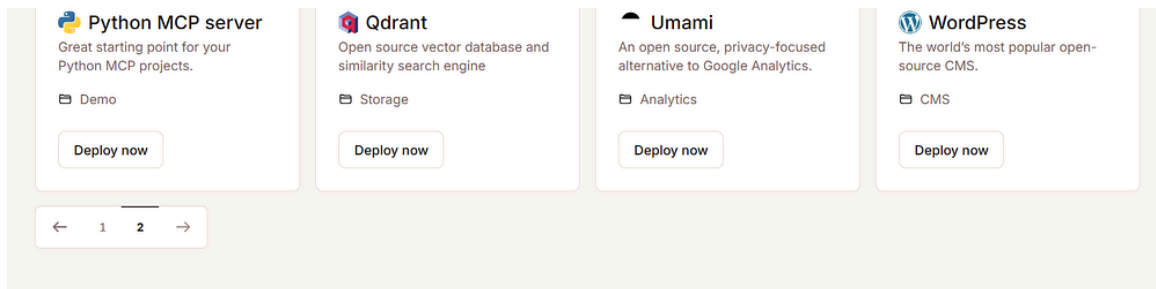 Python MCP server
Great starting point for your
Python MCP projects.
Demo
Deploy now
Qdrant
Open source vector database and
similarity search engine
Storage
Deploy now
Umami
An open source, privacy-focused
alternative to Google Analytics.
Analytics
Deploy now
WordPress
The world’s most popular open-
source CMS.
CMS
Deploy now
← 1 2 →